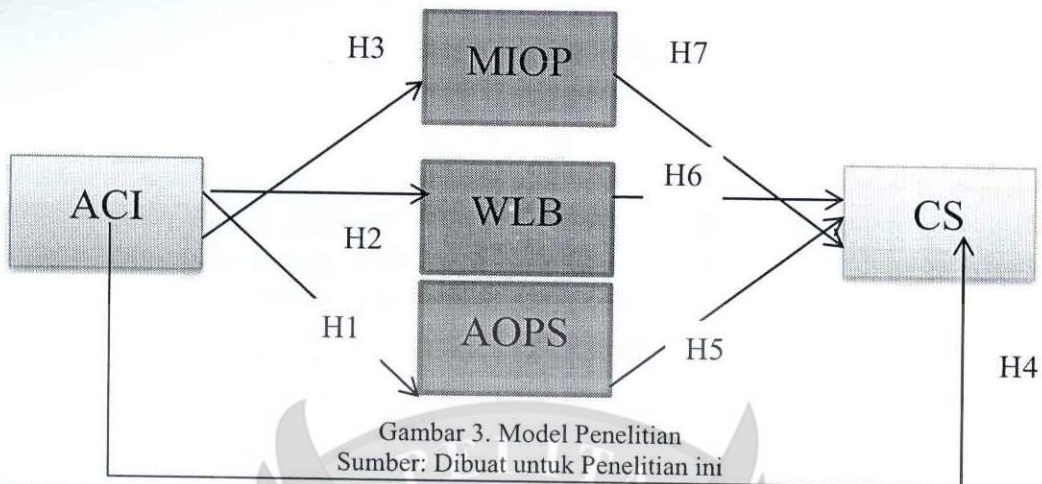 H3
MIOP
H7
ACI
H2
WLB
H6
CS
H1
AOPS
H5
H4
Gambar 3. Model Penelitian
Sumber: Dibuat untuk Penelitian ini
PELITA